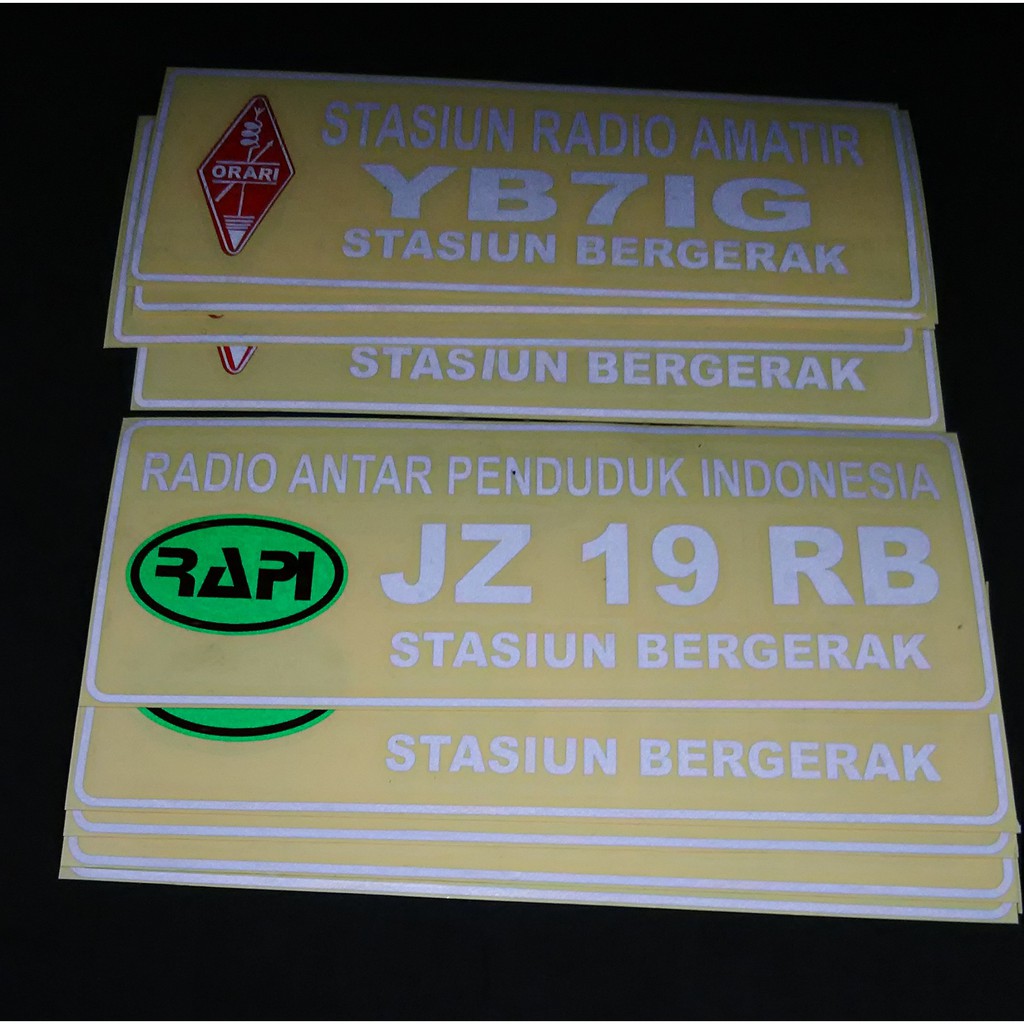 STASIUN RADIO AMATIR
ORARI
YB7IG
STASIUN BERGERAK
STASIUN BERGERAK
RADIO ANTAR PENDUDUK INDONESIA
RAPI
JZ 19 RB
STASIUN BERGERAK
STASIUN BERGERAK